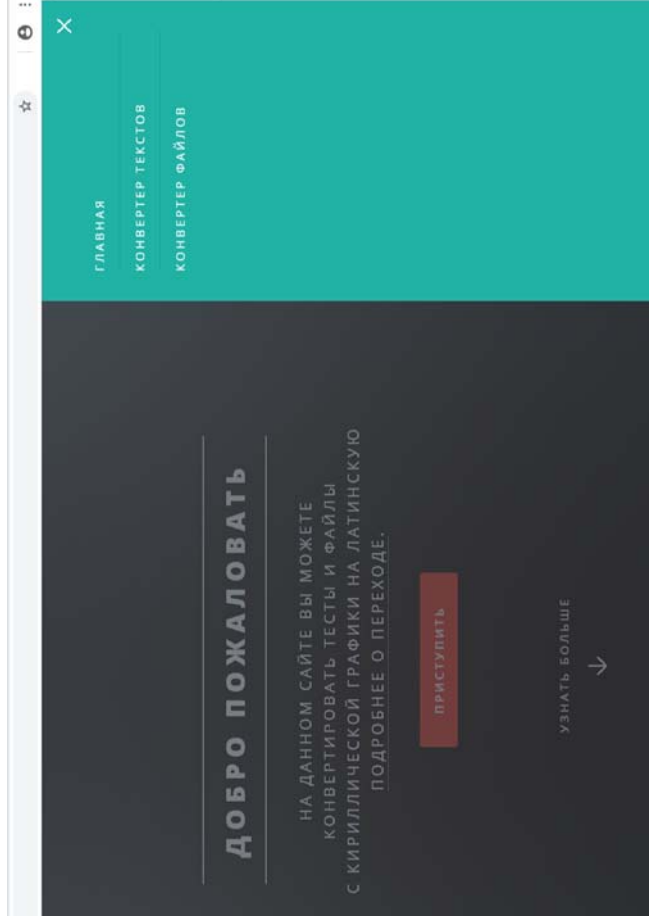 ГЛАВНАЯ
КОНВЕРТЕР ТЕКСТОВ
КОНВЕРТЕР ФАЙЛОВ
ДОБРО ПОЖАЛОВАТЬ
НА ДАННОМ САЙТЕ ВЫ МОЖЕТЕ
КОНВЕРТИРОВАТЬ ТЕСТЫ И ФАЙЛЫ
С КИРИЛЛИЧЕСКОЙ ГРАФИКИ НА ЛАТИНСКУЮ
ПОДРОБНЕЕ О ПЕРЕХОДЕ.
ПРИСТУПИТЬ
УЗНАТЬ БОЛЬШЕ